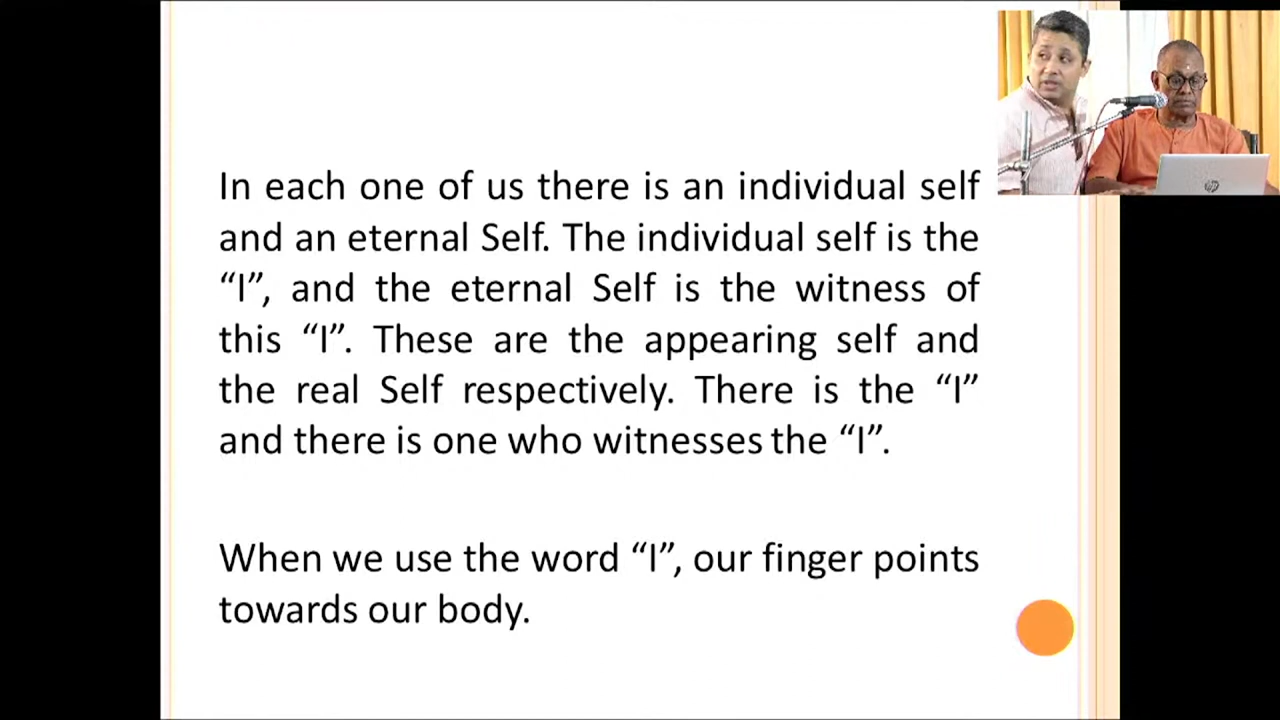 In each one of us there is an individual self
and an eternal Self. The individual self is the
“I”, and the eternal Self is the witness of
this “I”. These are the appearing self and
the real Self respectively. There is the “I”
and there is one who witnesses the “I”.
When we use the word “I”, our finger points
towards our body.
hp